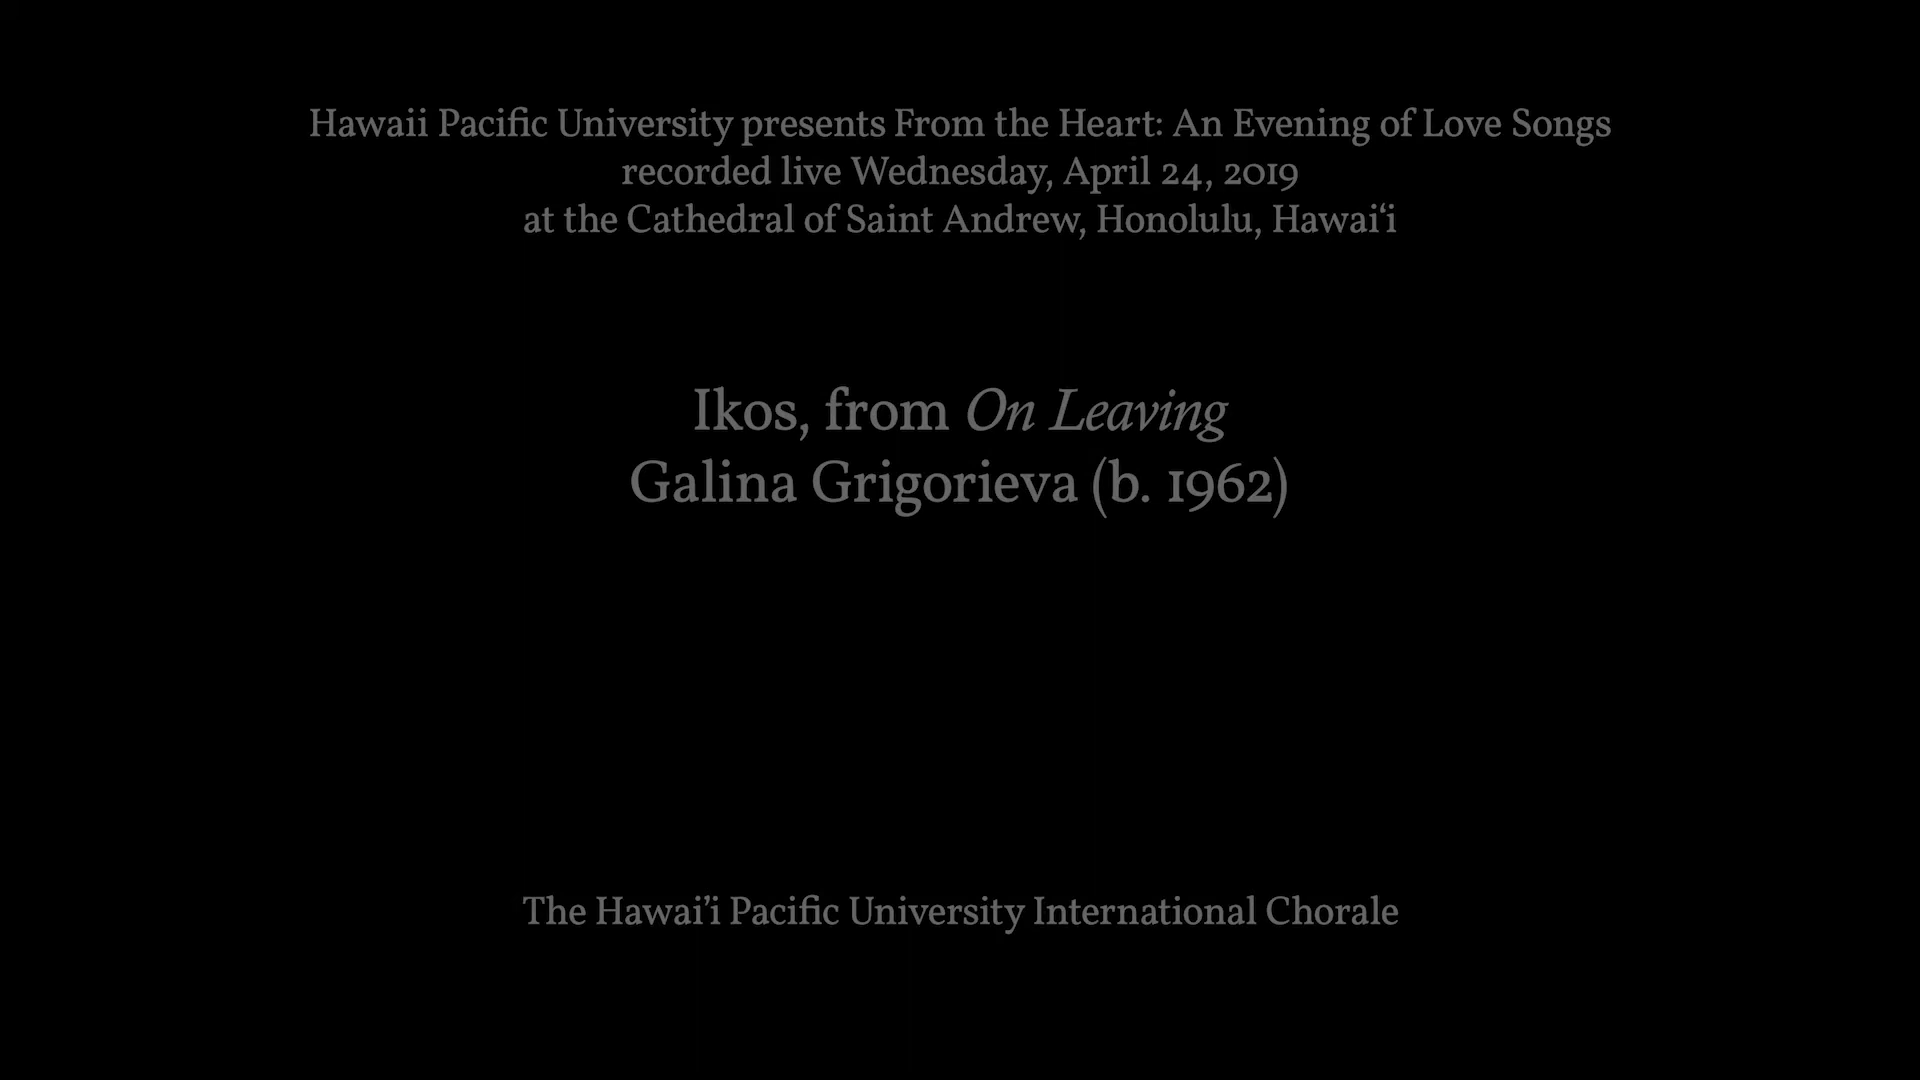 Hawaii Pacific University presents From the Heart: An Evening of Love Songs
recorded live Wednesday, April 24, 2019
at the Cathedral of Saint Andrew, Honolulu, Hawai‘i
Ikos, from On Leaving
Galina Grigorieva (b. 1962)
The Hawai’i Pacific University International Chorale